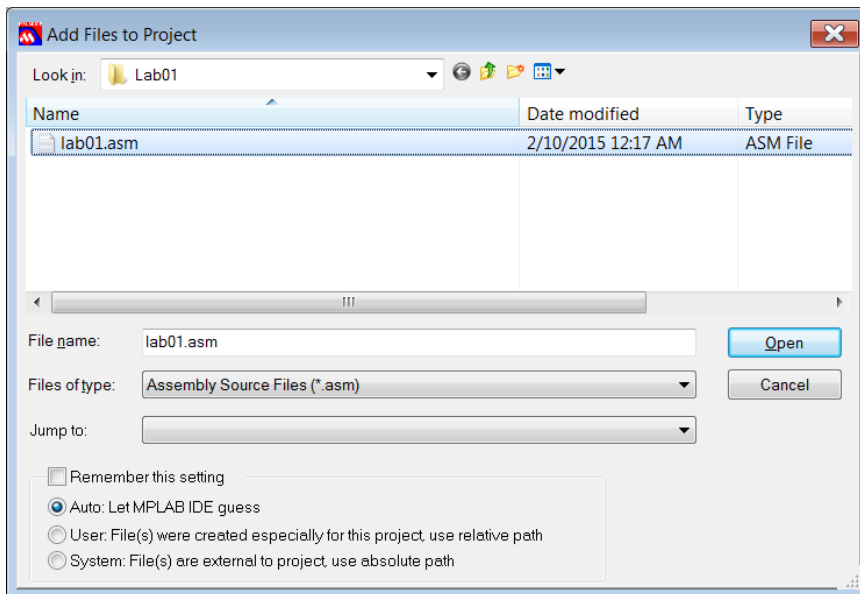 Add Files to Project
Look in: Lab01
Name Date modified Type
lab01.asm 2/10/2015 12:17 AM ASM File
File name: lab01.asm Open
Files of type: Assembly Source Files (*.asm) Cancel
Jump to:
Remember this setting
Auto: Let MPLAB IDE guess
User: File(s) were created especially for this project, use relative path
System: File(s) are external to project, use absolute path